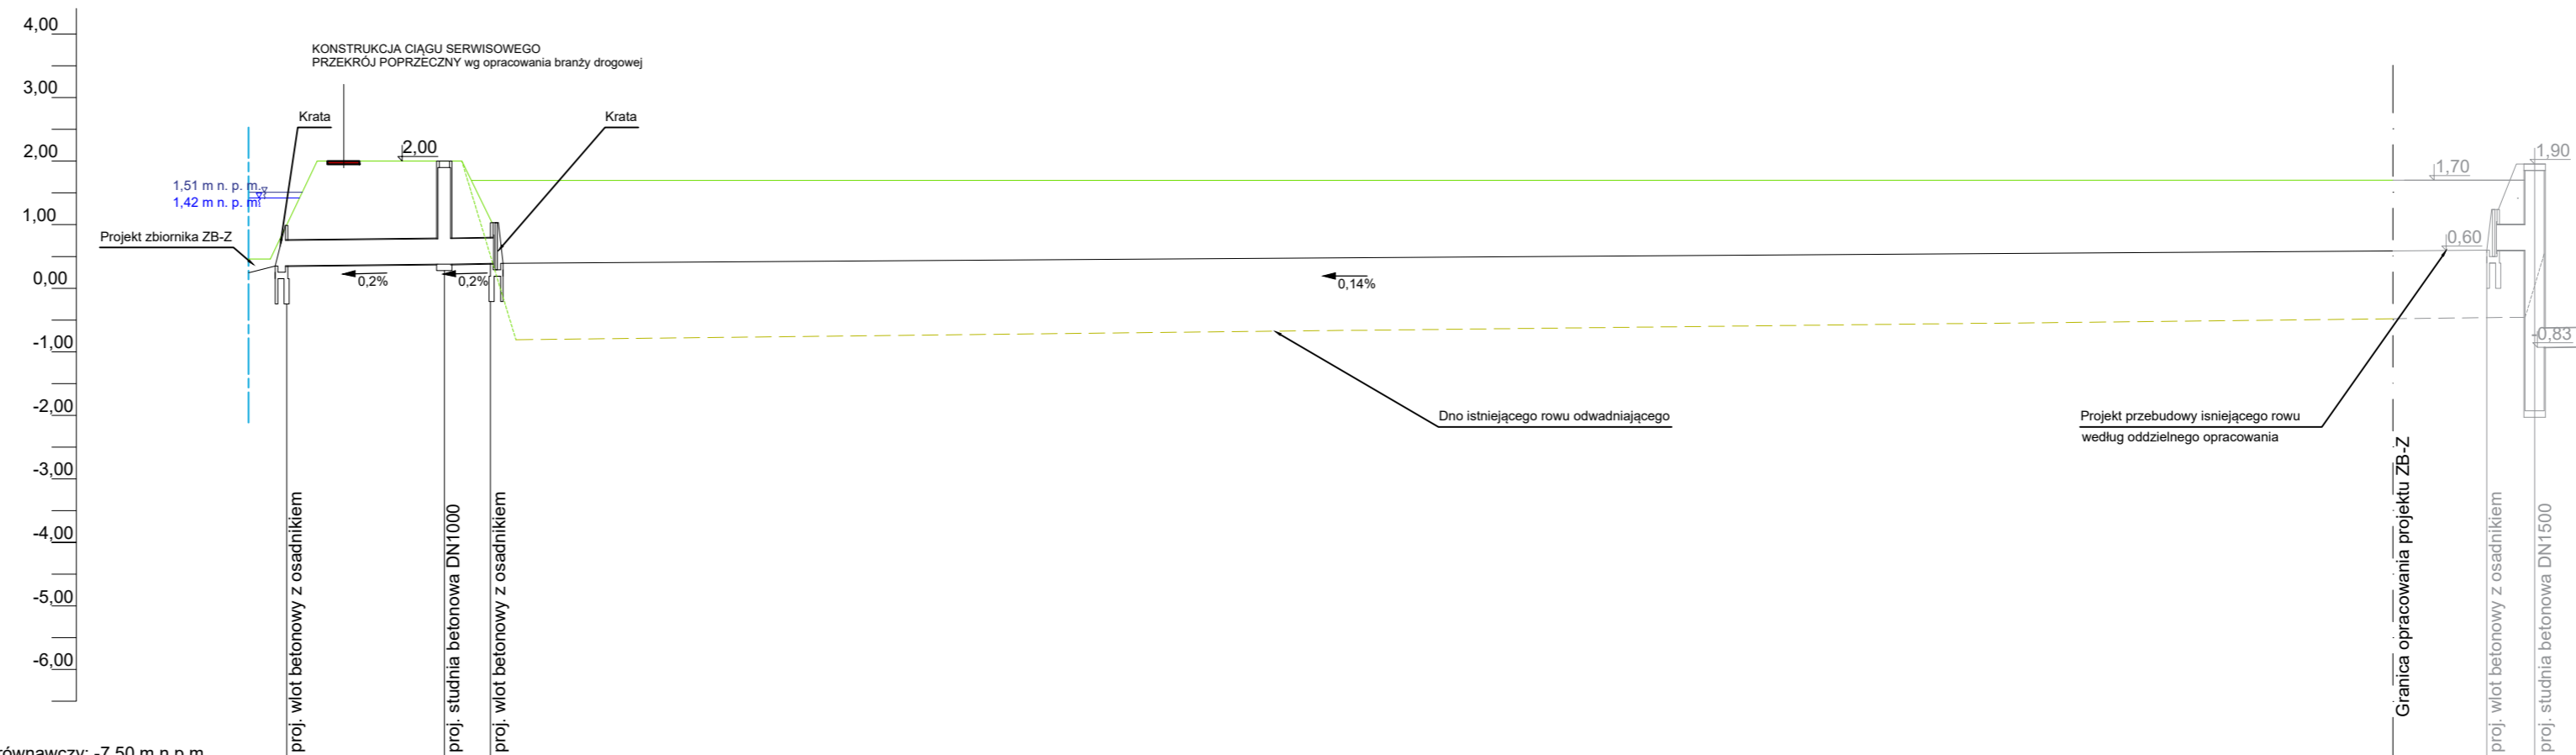 4,00
3,00
2,00
1,00
0,00
-1,00
-2,00
-3,00
-4,00
-5,00
-6,00
KONSTRUKCJA CIĄGU SERWISOWEGO
PRZEKRÓJ POPRZECZNY wg opracowania branży drogowej
Krata
Krata
2,00
1,51 m n. p. m.
1,42 m n. p. m.
Projekt zbiornika ZB-Z
0,2%
0,2%
0,14%
1,70
1,90
0,60
-0,83
Dno istniejącego rowu odwadniającego
Projekt przebudowy isniejącego rowu
według oddzielnego opracowania
proj. wlot betonowy z osadnikiem
proj. studnia betonowa DN1000
proj. wlot betonowy z osadnikiem
Granica opracowania projektu ZB-Z
proj. wlot betonowy z osadnikiem
proj. studnia betonowa DN1500
równawczy: -7,50 m n.p.m.